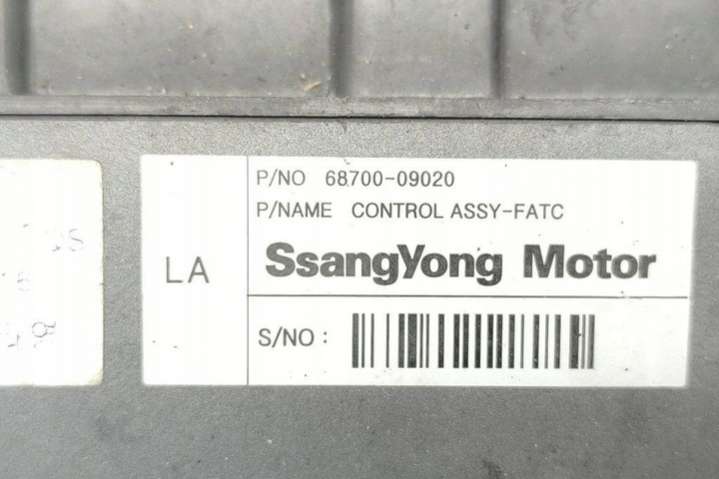 P/NO 68700-09020
P/NAME CONTROL ASSY-FATC
LA
SsangYong Motor
S/NO :